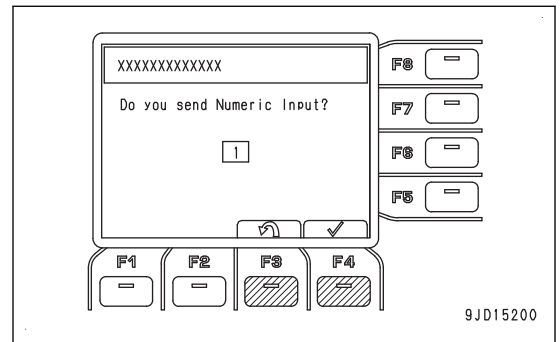 XXXXXXXXXXXXX
Do you send Numeric Input?
1
F8
F7
F6
F5
F1 F2 F3 F4
9JD15200